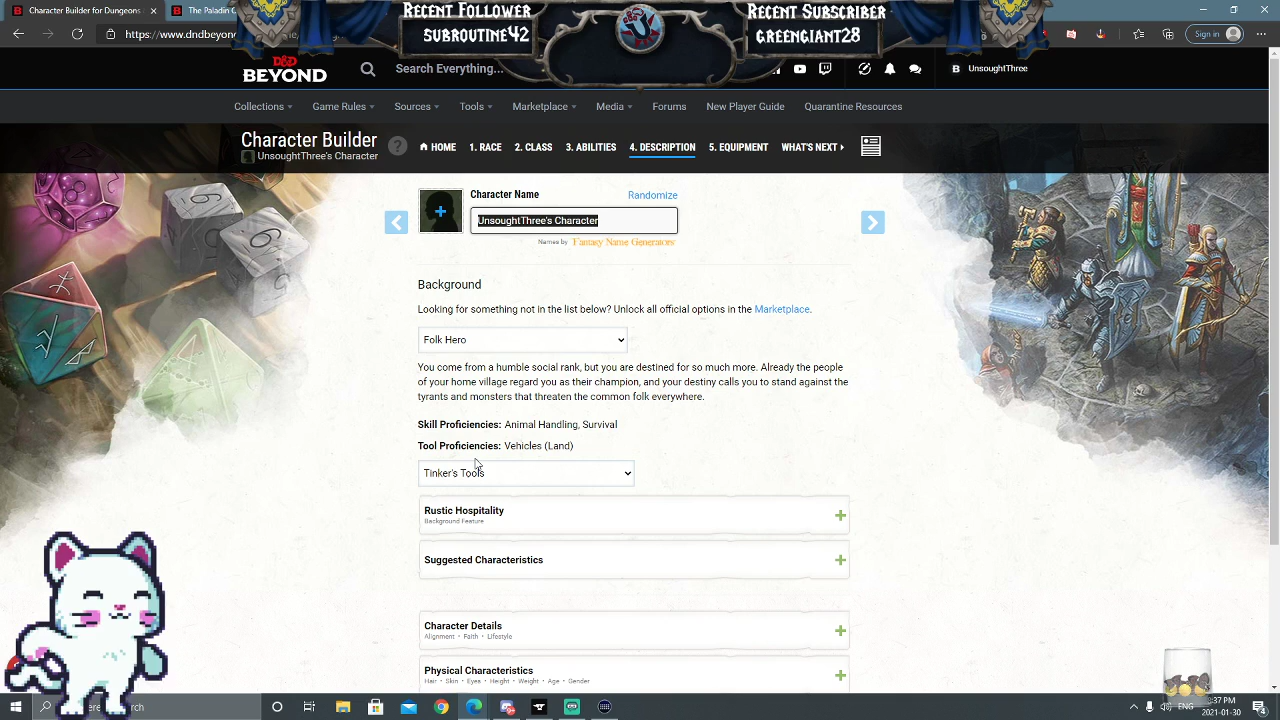 Character Builder for Dungeons
The Paladin C
RECENT FOLLOWER
SUBROUTINE42
RECENT SUBSCRIBER
GREENGIANT28
https://www.dndbeyond
Sign in
D&D
BEYOND
Search Everything...
B UnsoughtThree
Collections
Game Rules
Sources
Tools
Marketplace
Media
Forums
New Player Guide
Quarantine Resources
Character Builder
UnsoughtThree's Character
?
HOME
1. RACE
2. CLASS
3. ABILITIES
4. DESCRIPTION
5. EQUIPMENT
WHAT'S NEXT
Character Name
Randomize
UnsoughtThree's Character
Names by Fantasy Name Generators
Background
Looking for something not in the list below? Unlock all official options in the Marketplace.
Folk Hero
You come from a humble social rank, but you are destined for so much more. Already the people
of your home village regard you as their champion, and your destiny calls you to stand against the
tyrants and monsters that threaten the common folk everywhere.
Skill Proficiencies: Animal Handling, Survival
Tool Proficiencies: Vehicles (Land)
Tinker's Tools
Rustic Hospitality
Background Feature
Suggested Characteristics
Character Details
Alignment • Faith • Lifestyle
Physical Characteristics
Hair • Skin • Eyes • Height • Weight • Age • Gender
search
ENG
:37 PM
2021-01-30